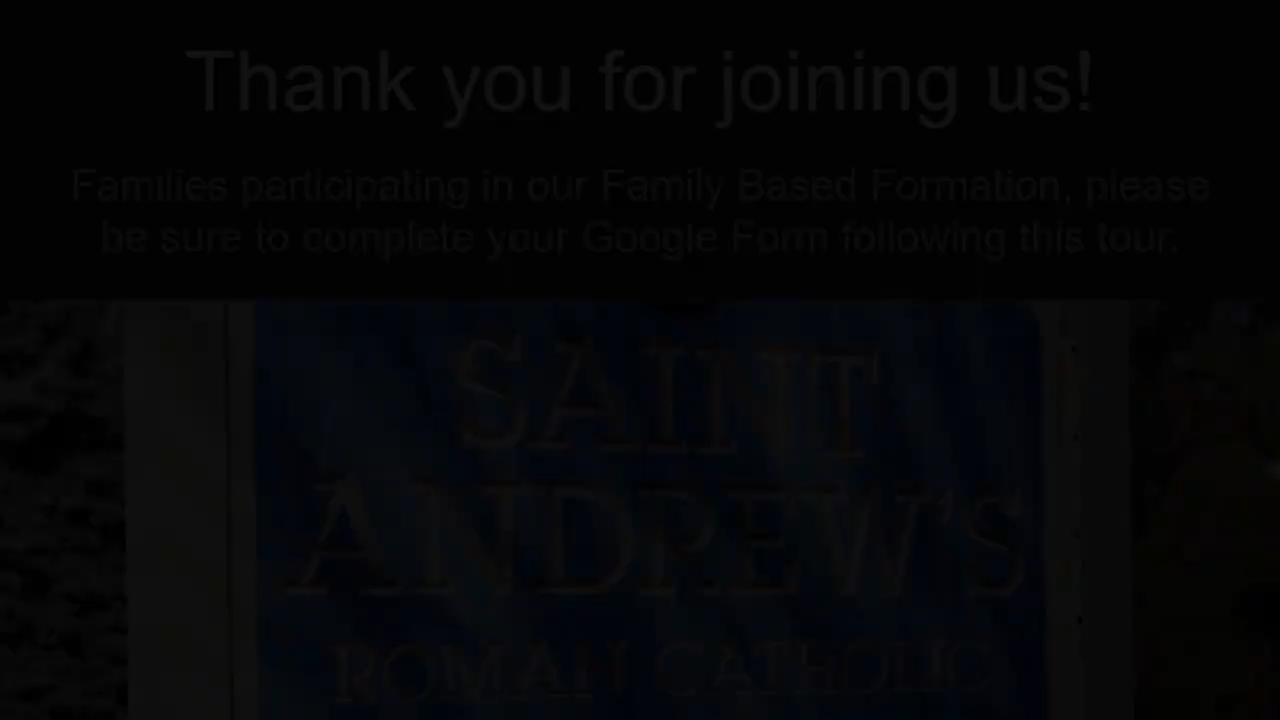 Thank you for joining us!
Families participating in our Family Based Formation, please
be sure to complete your Google Form following this tour.
SAINT
ANDREW'S
ROMAN CATHOLIC